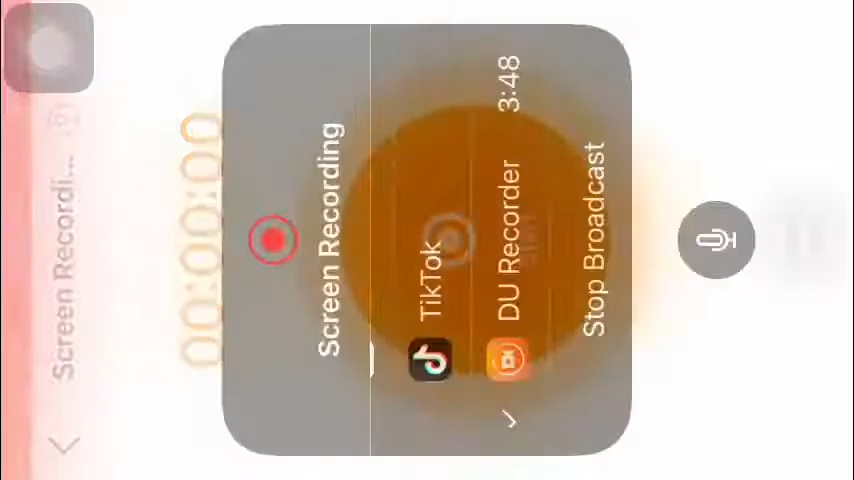 Screen Recordi...
00:00:00
Screen Recording
TikTok
DU Recorder 3:48
Stop Broadcast